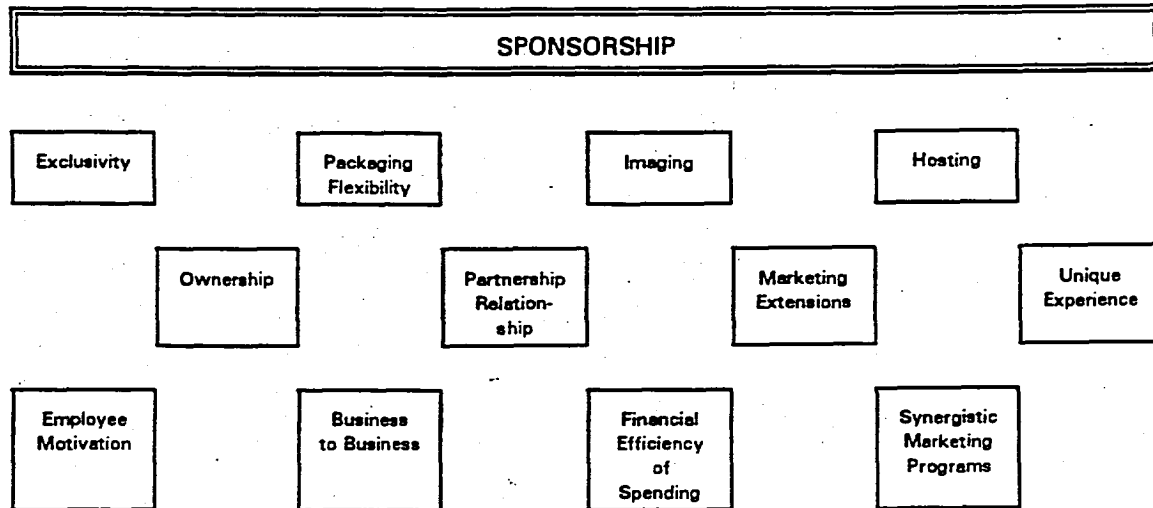 SPONSORSHIP
Exclusivity
Packaging
Flexibility
Imaging
Hosting
Ownership
Partnership
Relation-
ship
Marketing
Extensions
Unique
Experience
Employee
Motivation
Business
to Business
Financial
Efficiency
of
Spending
Synergistic
Marketing
Programs